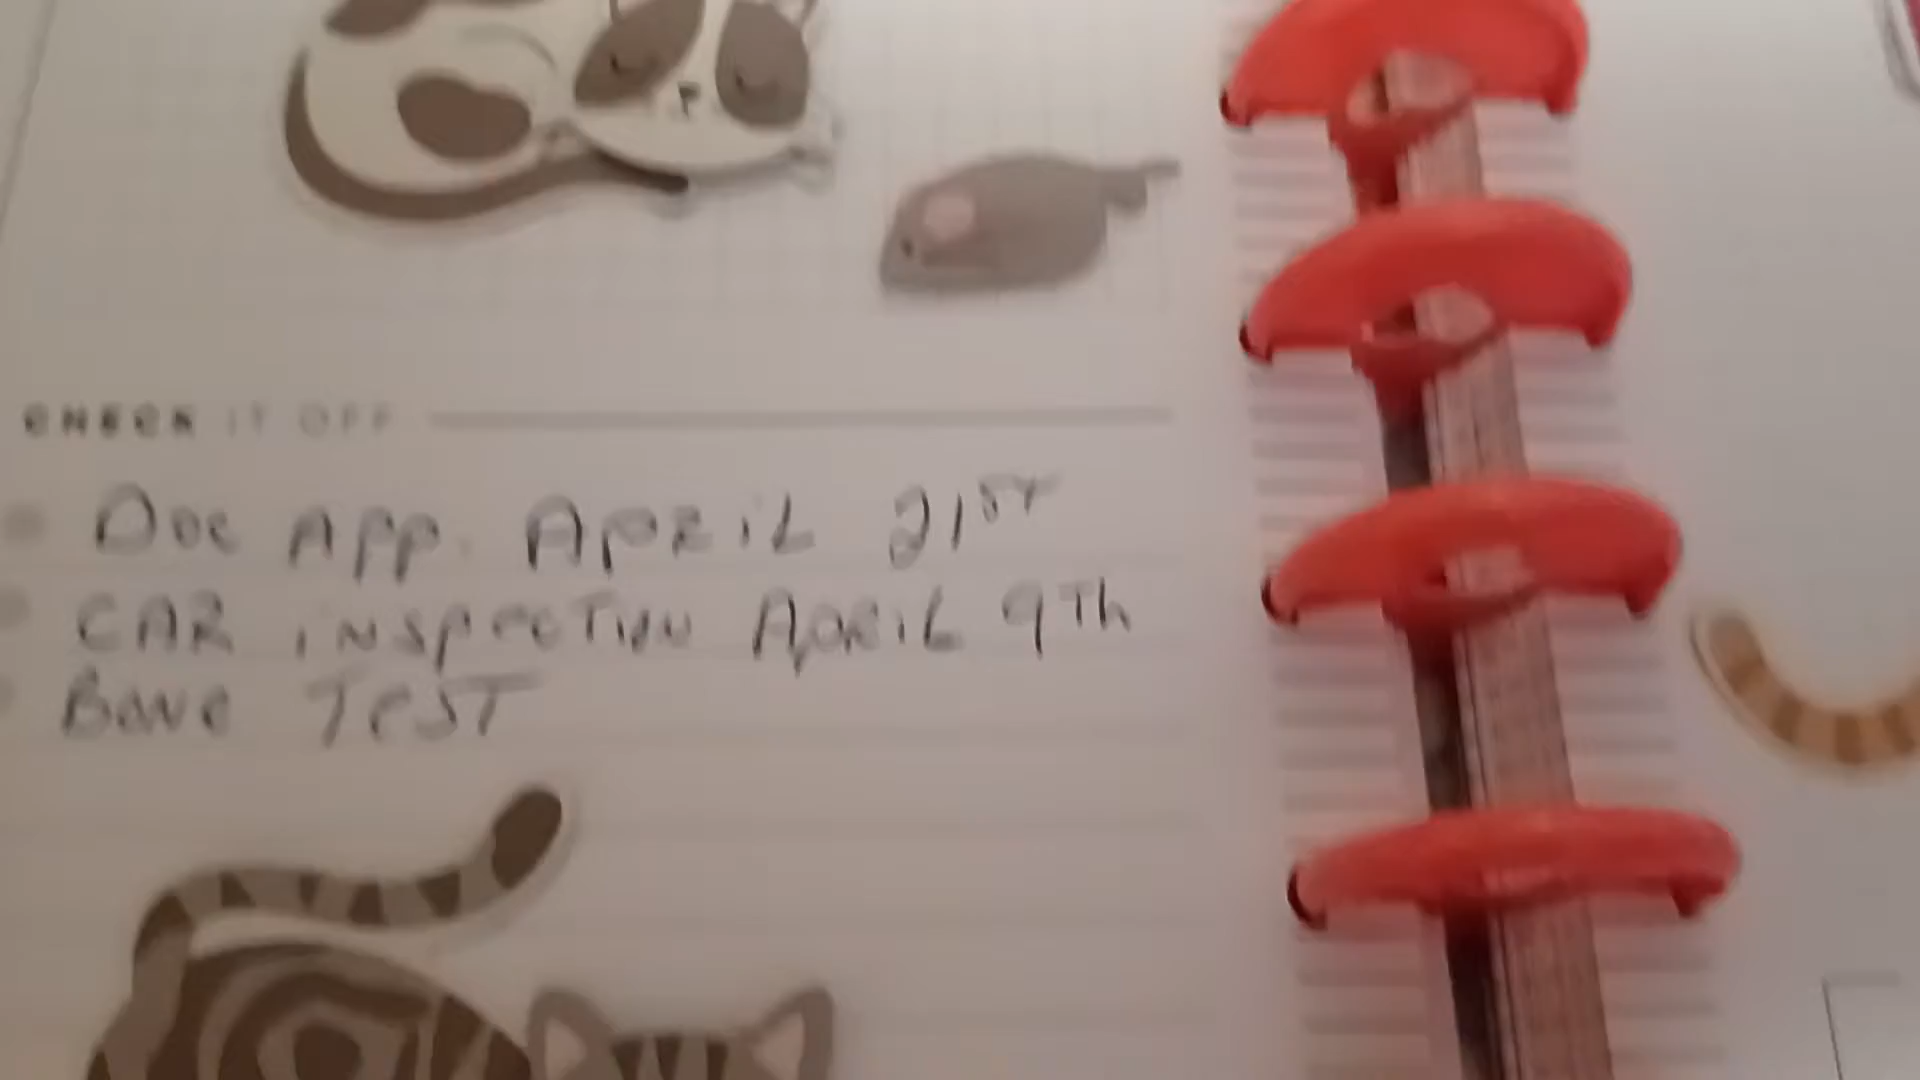 CHECK IT OFF
Doc App. April 21st
CAR inspection April 9th
Bone Test